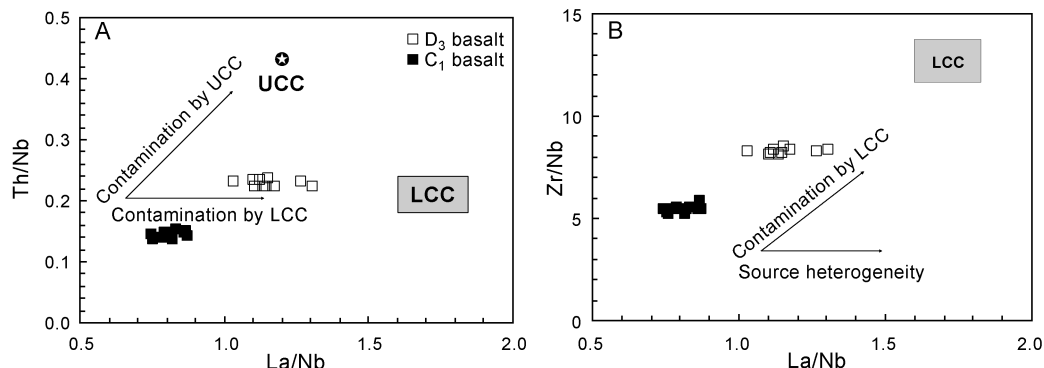 A
D₃ basalt
C₁ basalt
UCC
Contamination by UCC
Contamination by LCC
LCC
Th/Nb
0.5
0.4
0.3
0.2
0.1
0.0
0.5
1.0
1.6
2.0
La/Nb
B
LCC
Contamination by LCC
Source heterogeneity
Zr/Nb
15
10
5
0
0.5
1.0
1.6
2.0
La/Nb